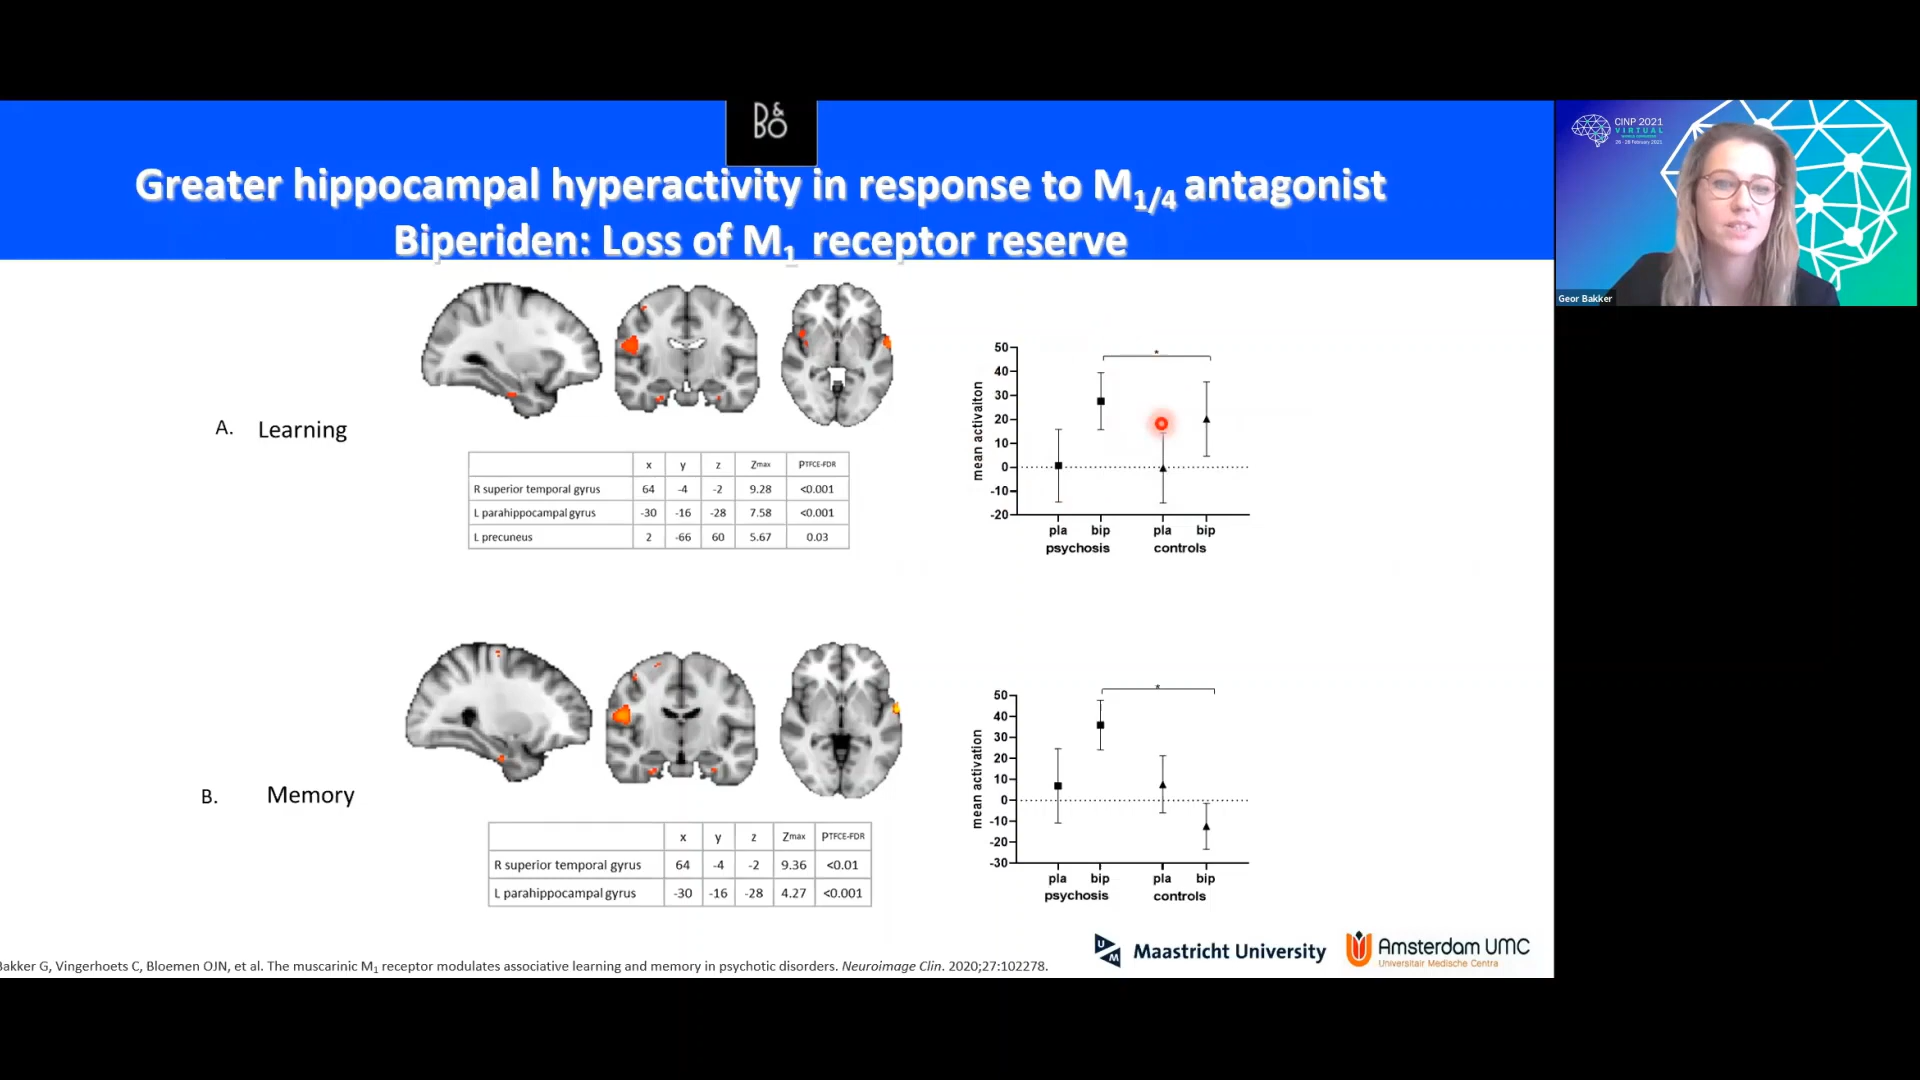 B&O
Greater hippocampal hyperactivity in response to M1/4 antagonist
Biperiden: Loss of M1 receptor reserve
CINP 2021
VIRTUAL
26 - 28 February 2021
Geor Bakker
A. Learning
x y z Zmax PTFCE-FDR
R superior temporal gyrus 64 -4 -2 9.28 <0.001
L parahippocampal gyrus -30 -16 -28 7.58 <0.001
L precuneus 2 -66 60 5.67 0.03
mean activaiton
50
40
30
20
10
0
-10
-20
*
pla bip pla bip
psychosis controls
B. Memory
x y z Zmax PTFCE-FDR
R superior temporal gyrus 64 -4 -2 9.36 <0.01
L parahippocampal gyrus -30 -16 -28 4.27 <0.001
mean activation
50
40
30
20
10
0
-10
-20
-30
*
pla bip pla bip
psychosis controls
U M Maastricht University
Amsterdam UMC
Universitair Medische Centra
Bakker G, Vingerhoets C, Bloemen OJN, et al. The muscarinic M1 receptor modulates associative learning and memory in psychotic disorders. Neuroimage Clin. 2020;27:102278.